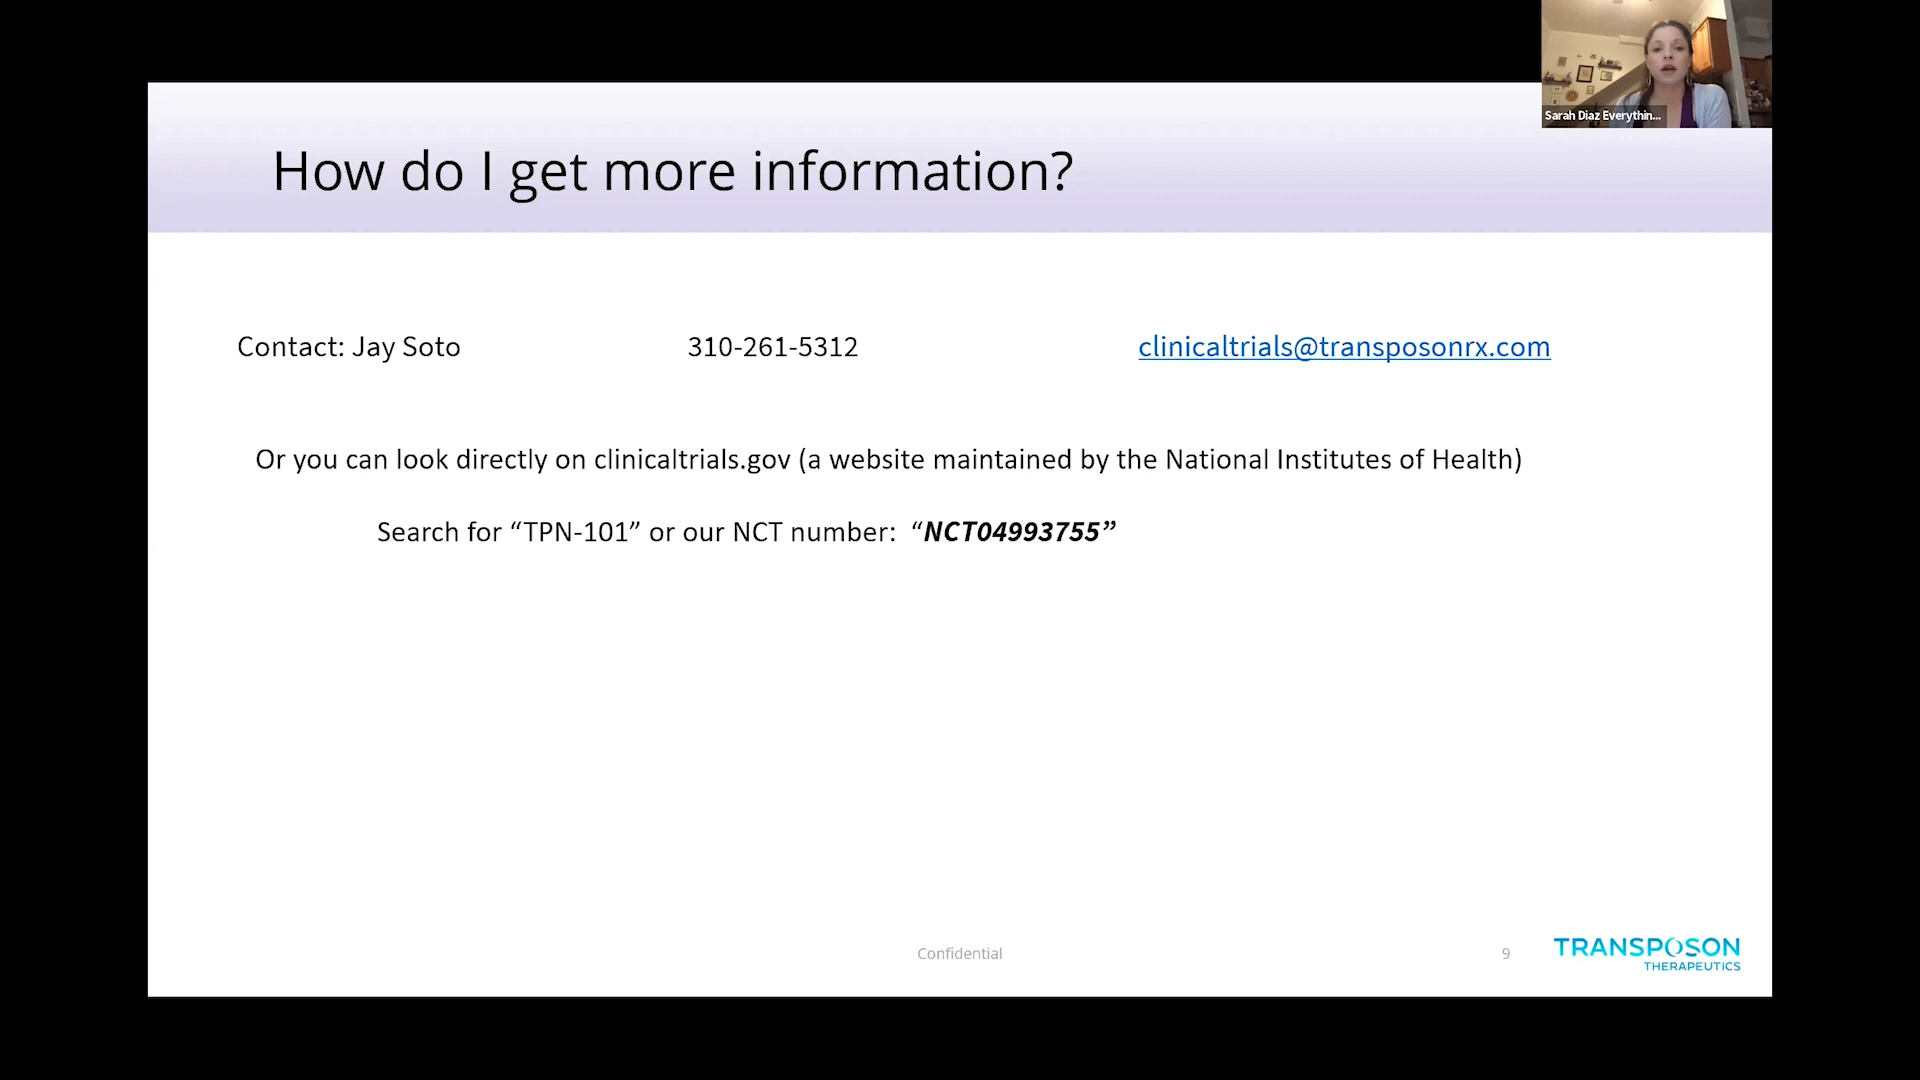 Sarah Diaz Everythin...
How do I get more information?
Contact: Jay Soto 310-261-5312 clinicaltrials@transposonrx.com
Or you can look directly on clinicaltrials.gov (a website maintained by the National Institutes of Health)
Search for “TPN-101” or our NCT number: “NCT04993755”
Confidential 9 TRANSPOSON
THERAPEUTICS